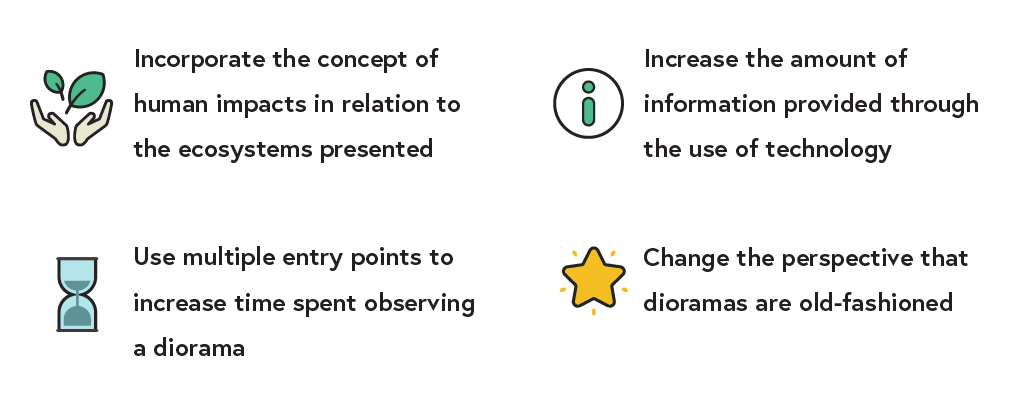 Incorporate the concept of
human impacts in relation to
the ecosystems presented
Increase the amount of
information provided through
the use of technology
Use multiple entry points to
increase time spent observing
a diorama
Change the perspective that
dioramas are old-fashioned